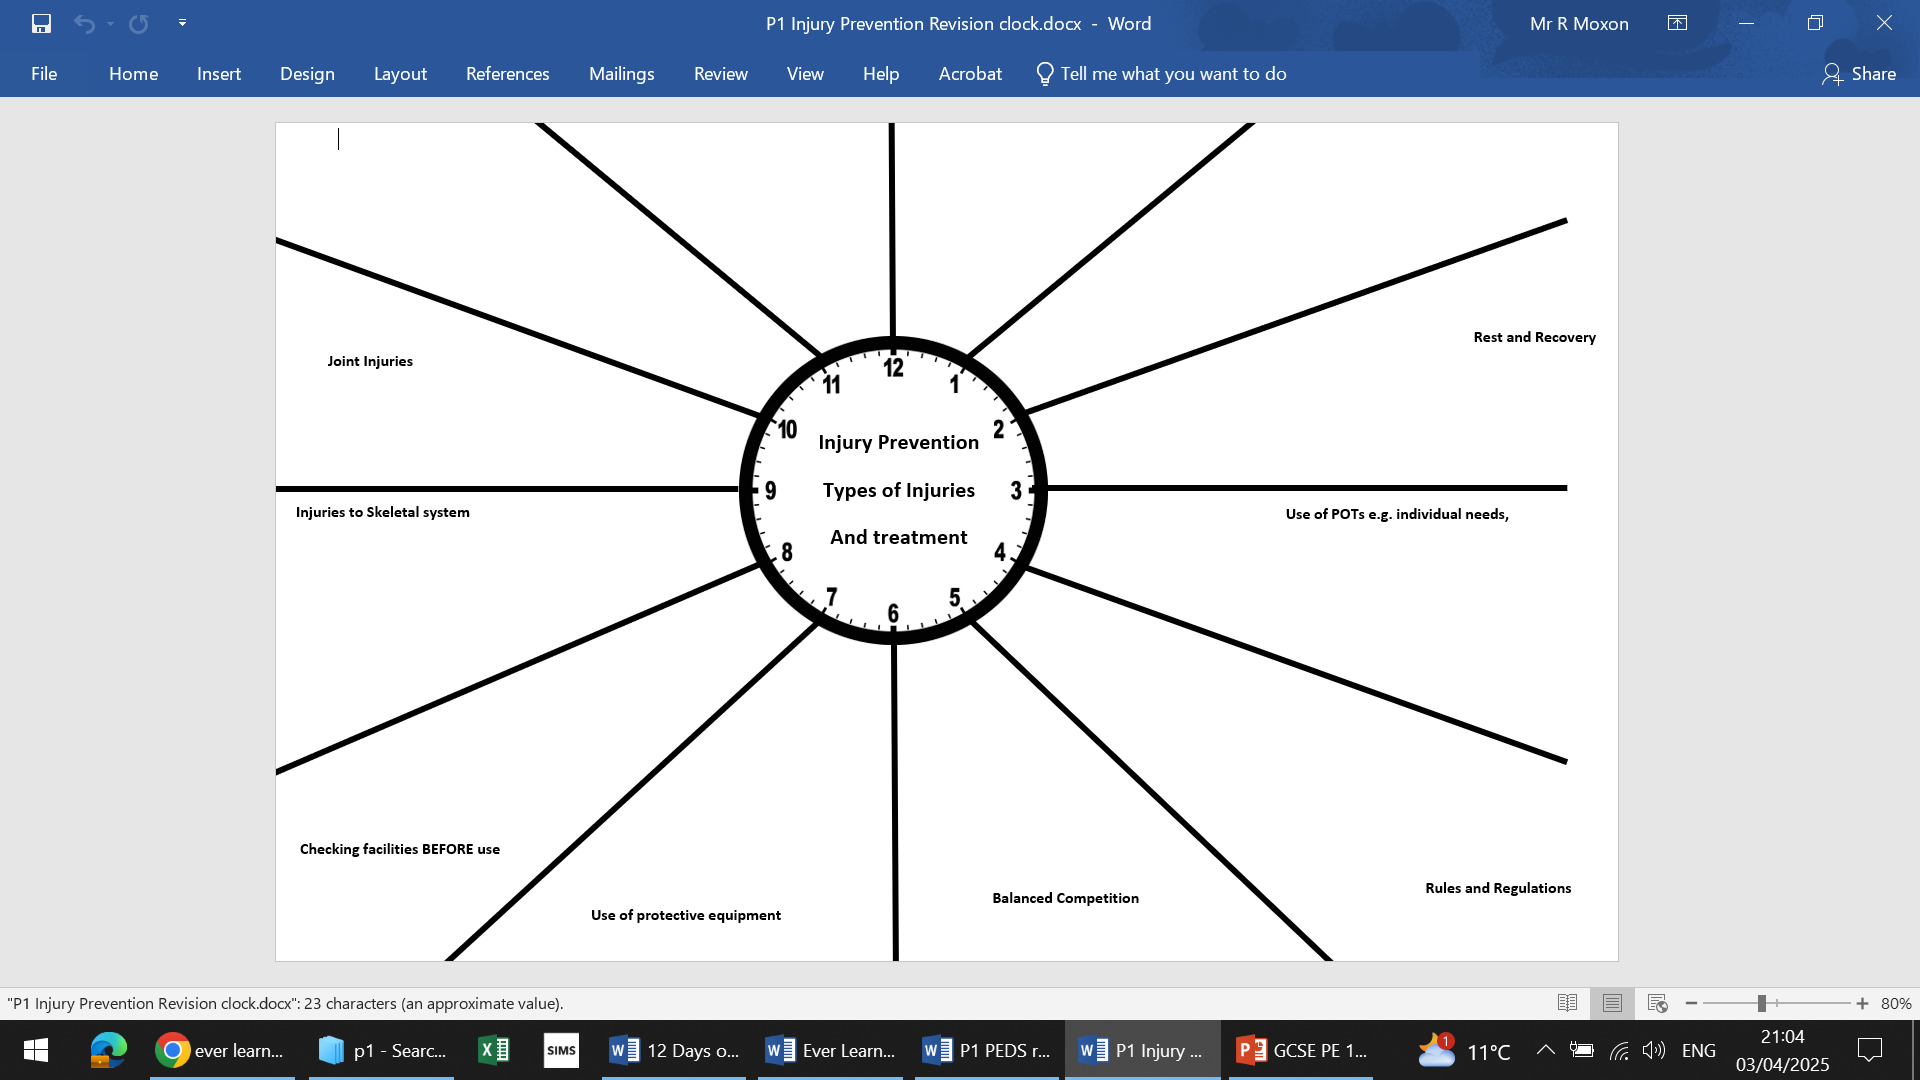 P1 Injury Prevention Revision clock.docx - Word
Mr R Moxon
File Home Insert Design Layout References Mailings Review View Help Acrobat Tell me what you want to do Share
Rest and Recovery
Joint Injuries
12
11 1
10 2
Injury Prevention
9 Types of Injuries 3
Injuries to Skeletal system
Use of POTs e.g. individual needs,
And treatment
8 4
7 5
6
Checking facilities BEFORE use
Rules and Regulations
Balanced Competition
Use of protective equipment
"P1 Injury Prevention Revision clock.docx": 23 characters (an approximate value).
80%
ever learn...
p1 - Searc...
SIMS
12 Days o...
Ever Learn...
P1 PEDS r...
P1 Injury ...
GCSE PE 1...
1
11°C
ENG
21:04
03/04/2025